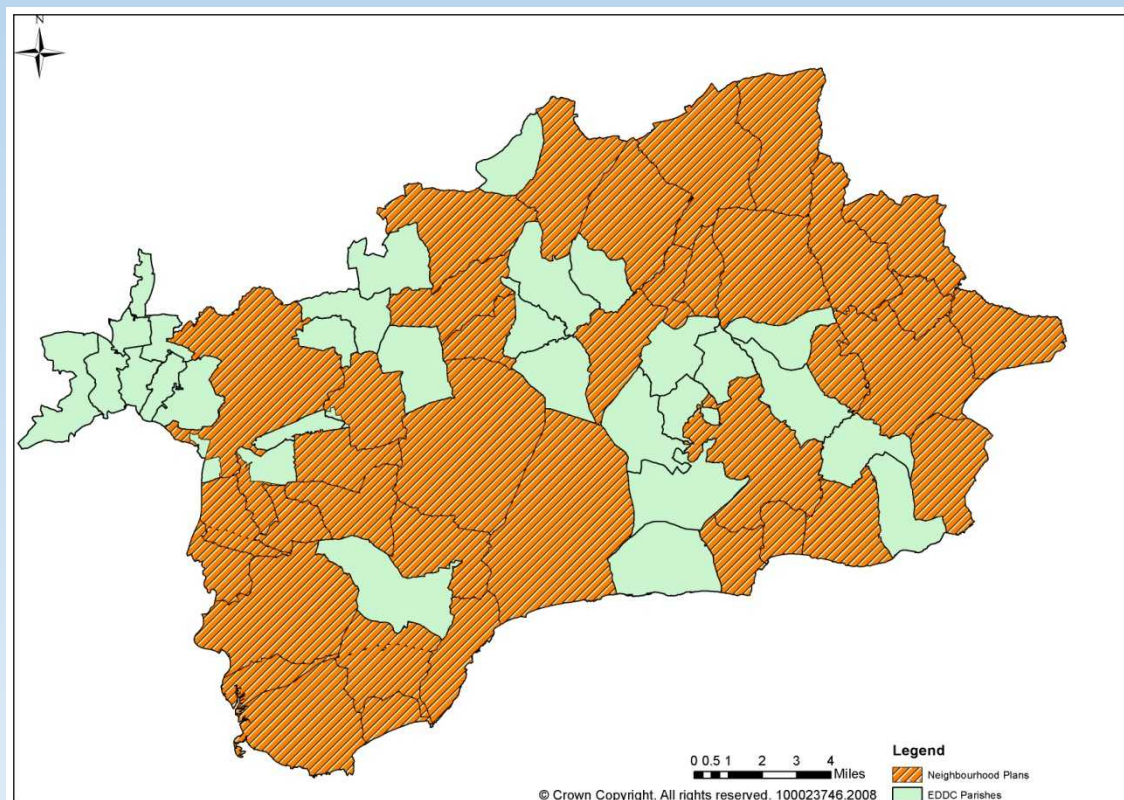 N
0 0.5 1 2 3 4
Miles
Legend
Neighbourhood Plans
EDDC Parishes
© Crown Copyright. All rights reserved. 100023746.2008